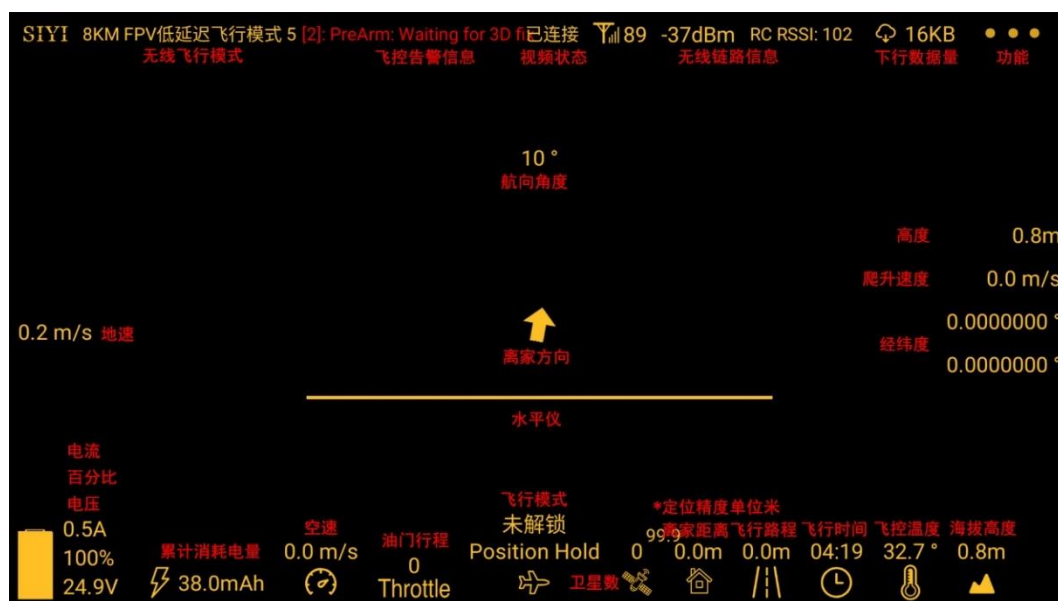 SIYI 8KM FPV低延迟飞行模式 5 [2]: PreArm: Waiting for 3D fi已连接 89 -37dBm RC RSSI: 102 16KB
无线飞行模式 飞控告警信息 视频状态 无线链路信息 下行数据量 功能
10 °
航向角度
高度 0.8m
爬升速度 0.0 m/s
0.2 m/s 地速
离家方向
经纬度
0.0000000 °
0.0000000 °
水平仪
电流
百分比
电压
0.5A
100%
24.9V
累计消耗电量
38.0mAh
空速
0.0 m/s
油门行程
0
Throttle
飞行模式
未解锁
Position Hold
*定位精度单位米
99.9
0
卫星数
离家距离
0.0m
飞行路程
0.0m
飞行时间
04:19
飞控温度
32.7 °
海拔高度
0.8m